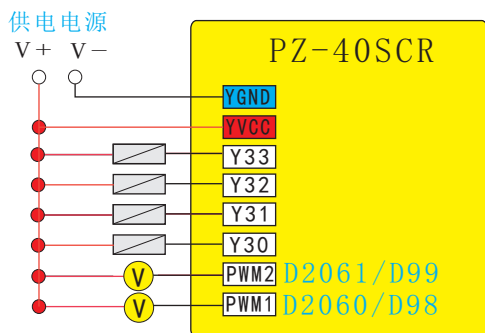 供电电源
V+ V-
PZ-40SCR
YGND
YVCC
Y33
Y32
Y31
Y30
V PWM2 D2061/D99
V PWM1 D2060/D98